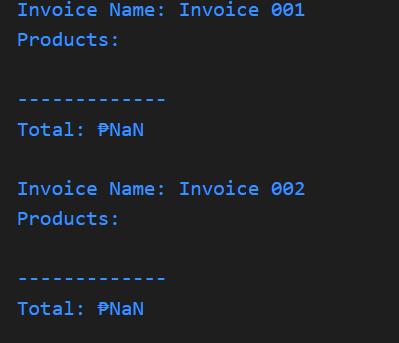 Invoice Name: Invoice 001
Products:
-------------
Total: ₱NaN
Invoice Name: Invoice 002
Products:
-------------
Total: ₱NaN